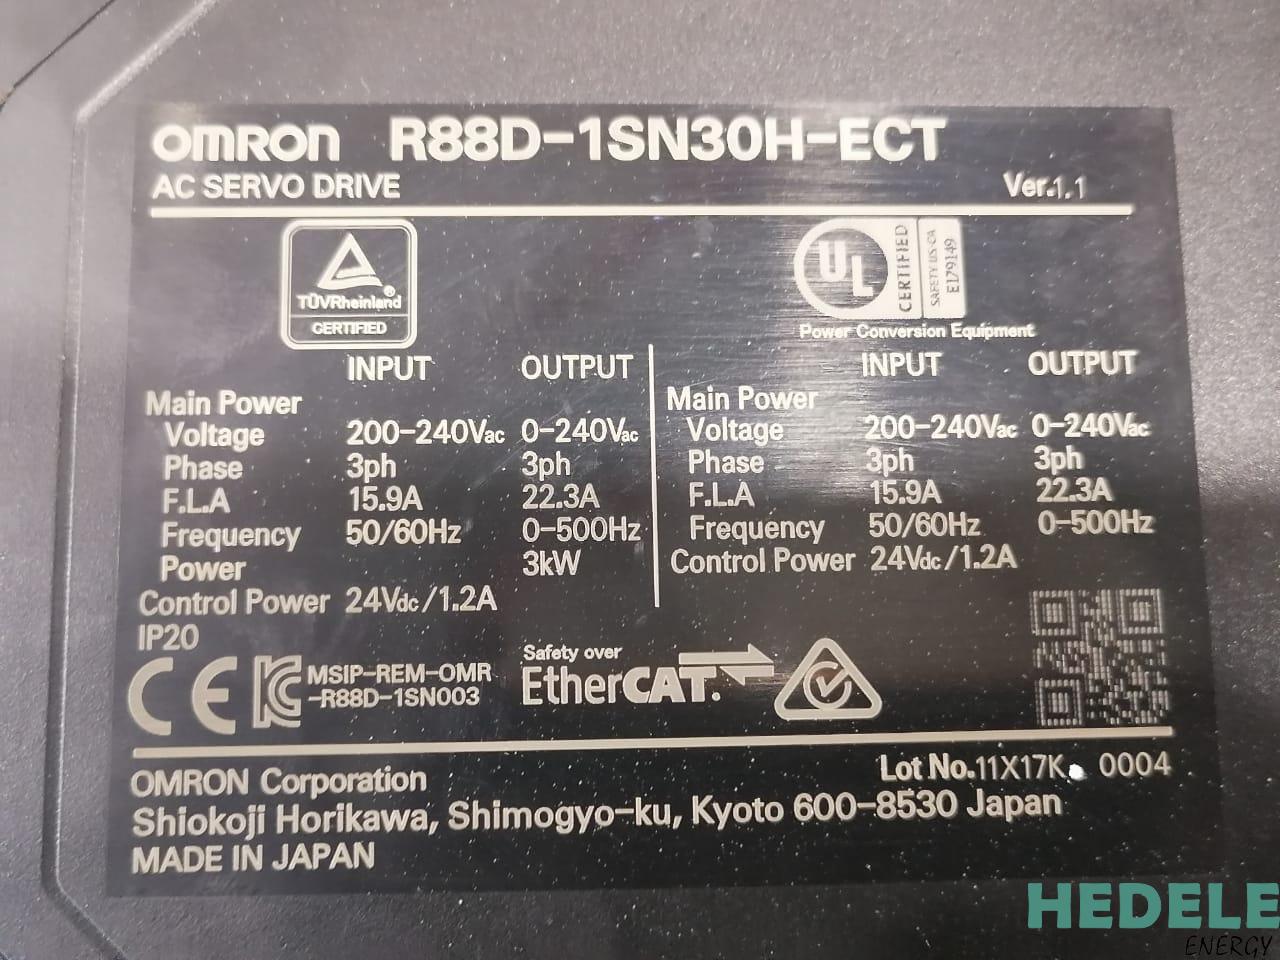 OMRON R88D-1SN30H-ECT
AC SERVO DRIVE Ver.1.1
TÜVRheinland®
CERTIFIED
UL CERTIFIED SAFETY US-CA E179149
Power Conversion Equipment
INPUT OUTPUT
Main Power
Voltage 200-240Vac 0-240Vac
Phase 3ph 3ph
F.L.A 15.9A 22.3A
Frequency 50/60Hz 0-500Hz
Power 3kW
Control Power 24Vdc/1.2A
IP20
INPUT OUTPUT
Main Power
Voltage 200-240Vac 0-240Vac
Phase 3ph 3ph
F.L.A 15.9A 22.3A
Frequency 50/60Hz 0-500Hz
Control Power 24Vdc/1.2A
CE KC MSIP-REM-OMR
-R88D-1SN003
Safety over
EtherCAT.
Lot No.11X17K 0004
OMRON Corporation
Shiokoji Horikawa, Shimogyo-ku, Kyoto 600-8530 Japan
MADE IN JAPAN
HEDELE
ENERGY